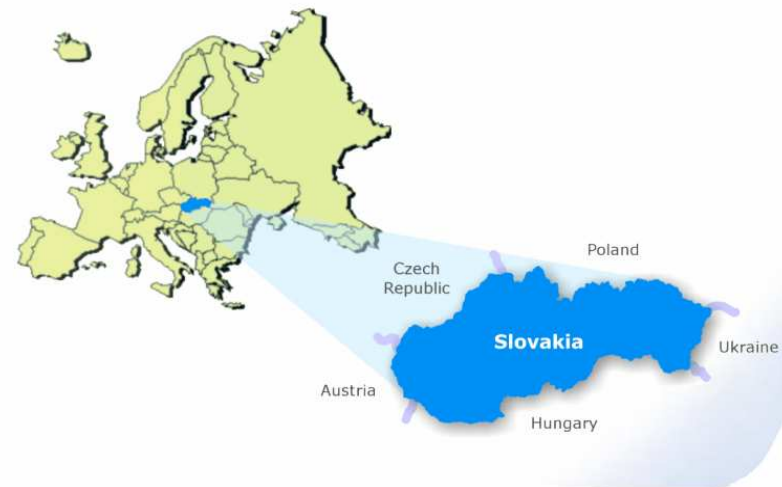 Poland
Czech
Republic
Slovakia
Ukraine
Austria
Hungary